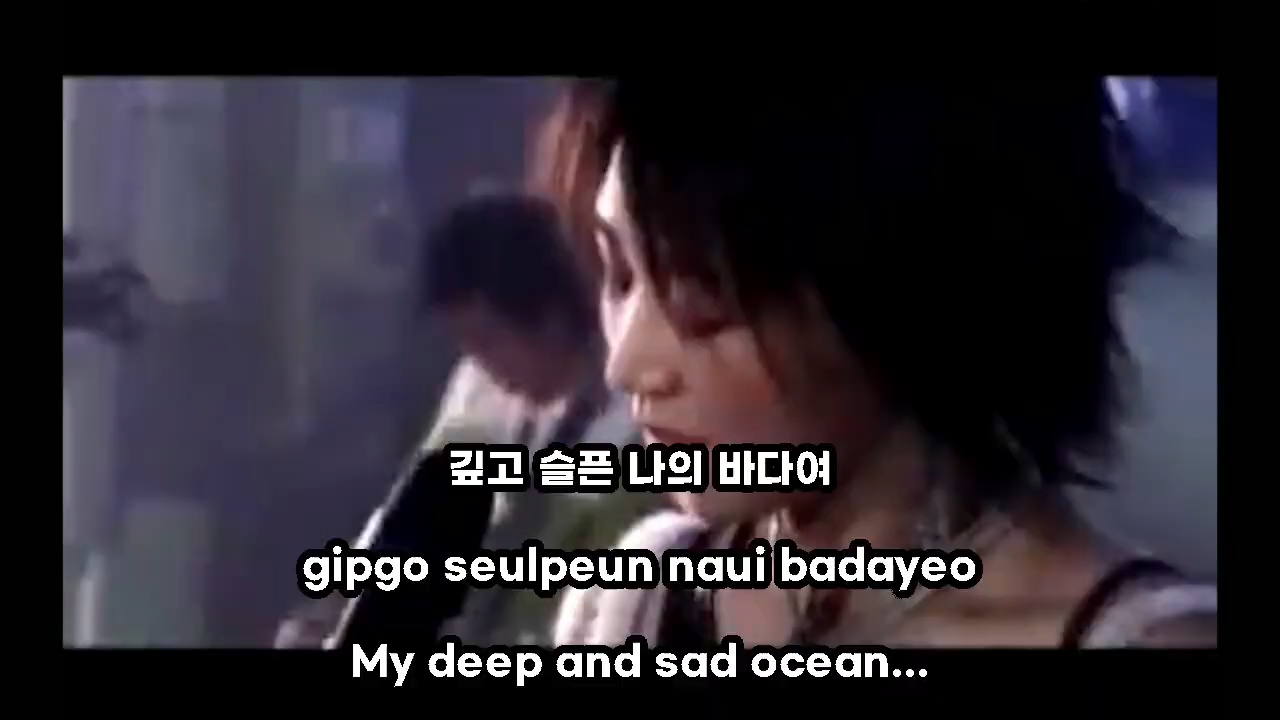 깊고 슬픈 나의 바다여
gipgo seulpeun naui badayeo
My deep and sad ocean...